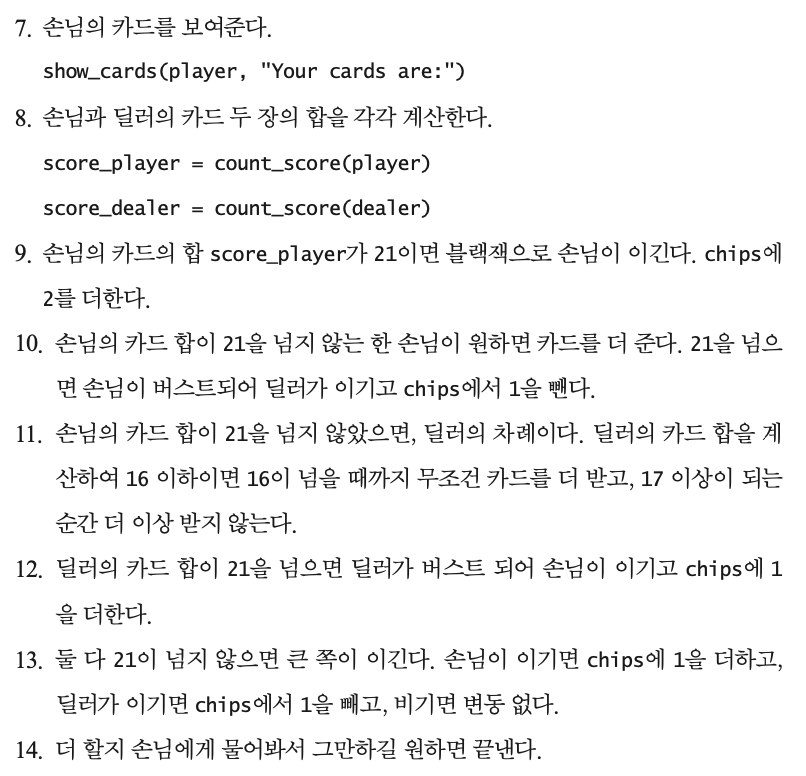 7. 손님의 카드를 보여준다.
show_cards(player, "Your cards are:")
8. 손님과 딜러의 카드 두 장의 합을 각각 계산한다.
score_player = count_score(player)
score_dealer = count_score(dealer)
9. 손님의 카드의 합 score_player가 21이면 블랙잭으로 손님이 이긴다. chips에
2를 더한다.
10. 손님의 카드 합이 21을 넘지 않는 한 손님이 원하면 카드를 더 준다. 21을 넘으
면 손님이 버스트되어 딜러가 이기고 chips에서 1을 뺀다.
11. 손님의 카드 합이 21을 넘지 않았으면, 딜러의 차례이다. 딜러의 카드 합을 계
산하여 16 이하이면 16이 넘을 때까지 무조건 카드를 더 받고, 17 이상이 되는
순간 더 이상 받지 않는다.
12. 딜러의 카드 합이 21을 넘으면 딜러가 버스트 되어 손님이 이기고 chips에 1
을 더한다.
13. 둘 다 21이 넘지 않으면 큰 쪽이 이긴다. 손님이 이기면 chips에 1을 더하고,
딜러가 이기면 chips에서 1을 빼고, 비기면 변동 없다.
14. 더 할지 손님에게 물어봐서 그만하길 원하면 끝낸다.